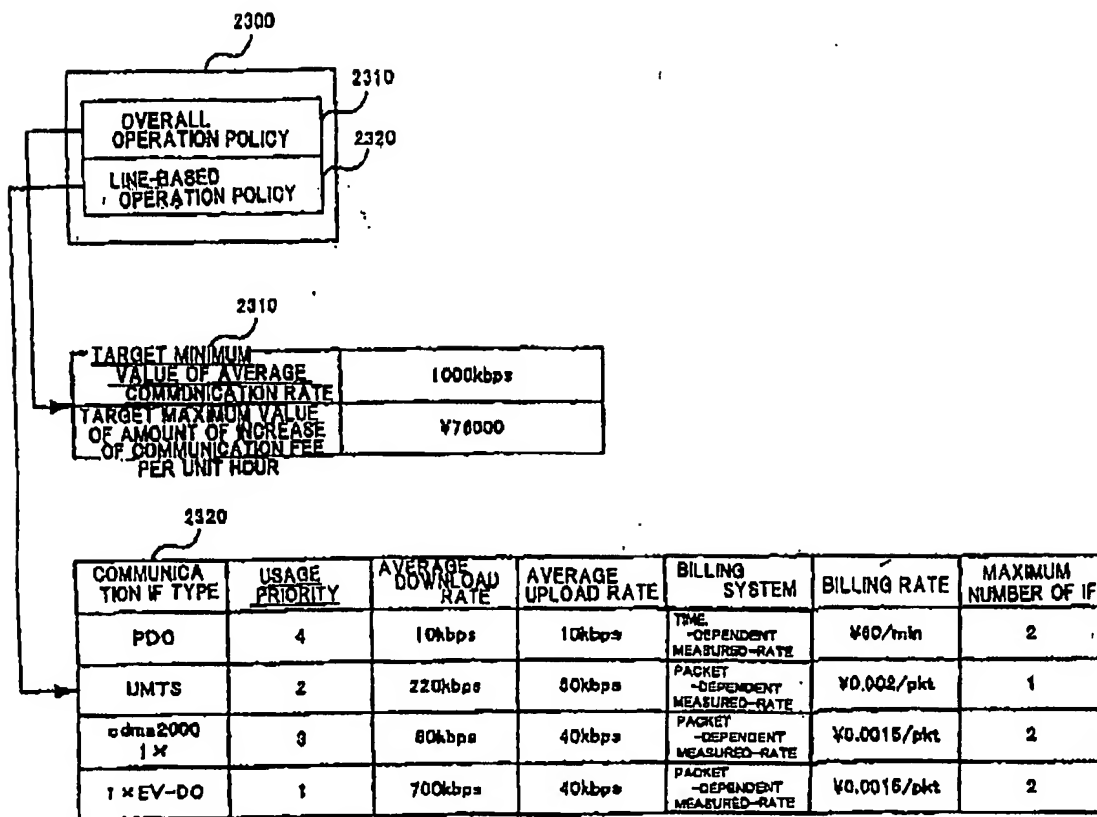 2300
2310
OVERALL
OPERATION POLICY
2320
LINE-BASED
OPERATION POLICY
2310
TARGET MINIMUM
VALUE OF AVERAGE
COMMUNICATION RATE
1000kbps
TARGET MAXIMUM VALUE
OF AMOUNT OF INCREASE
OF COMMUNICATION FEE
PER UNIT HOUR
¥76000
2320
COMMUNICA
TION IF TYPE
USAGE
PRIORITY
AVERAGE
DOWNLOAD
RATE
AVERAGE
UPLOAD RATE
BILLING
SYSTEM
BILLING RATE
MAXIMUM
NUMBER OF IF
PDC
4
10kbps
10kbps
TIME
-DEPENDENT
MEASURED-RATE
¥60/min
2
UMTS
2
220kbps
PACKET
-DEPENDENT
MEASURED-RATE
¥0.002/pkt
1
cdma2000
1×
3
40kbps
PACKET
-DEPENDENT
MEASURED-RATE
¥0.0015/pkt
2
1×EV-DO
1
700kbps
40kbps
PACKET
-DEPENDENT
MEASURED-RATE
¥0.0015/pkt
2